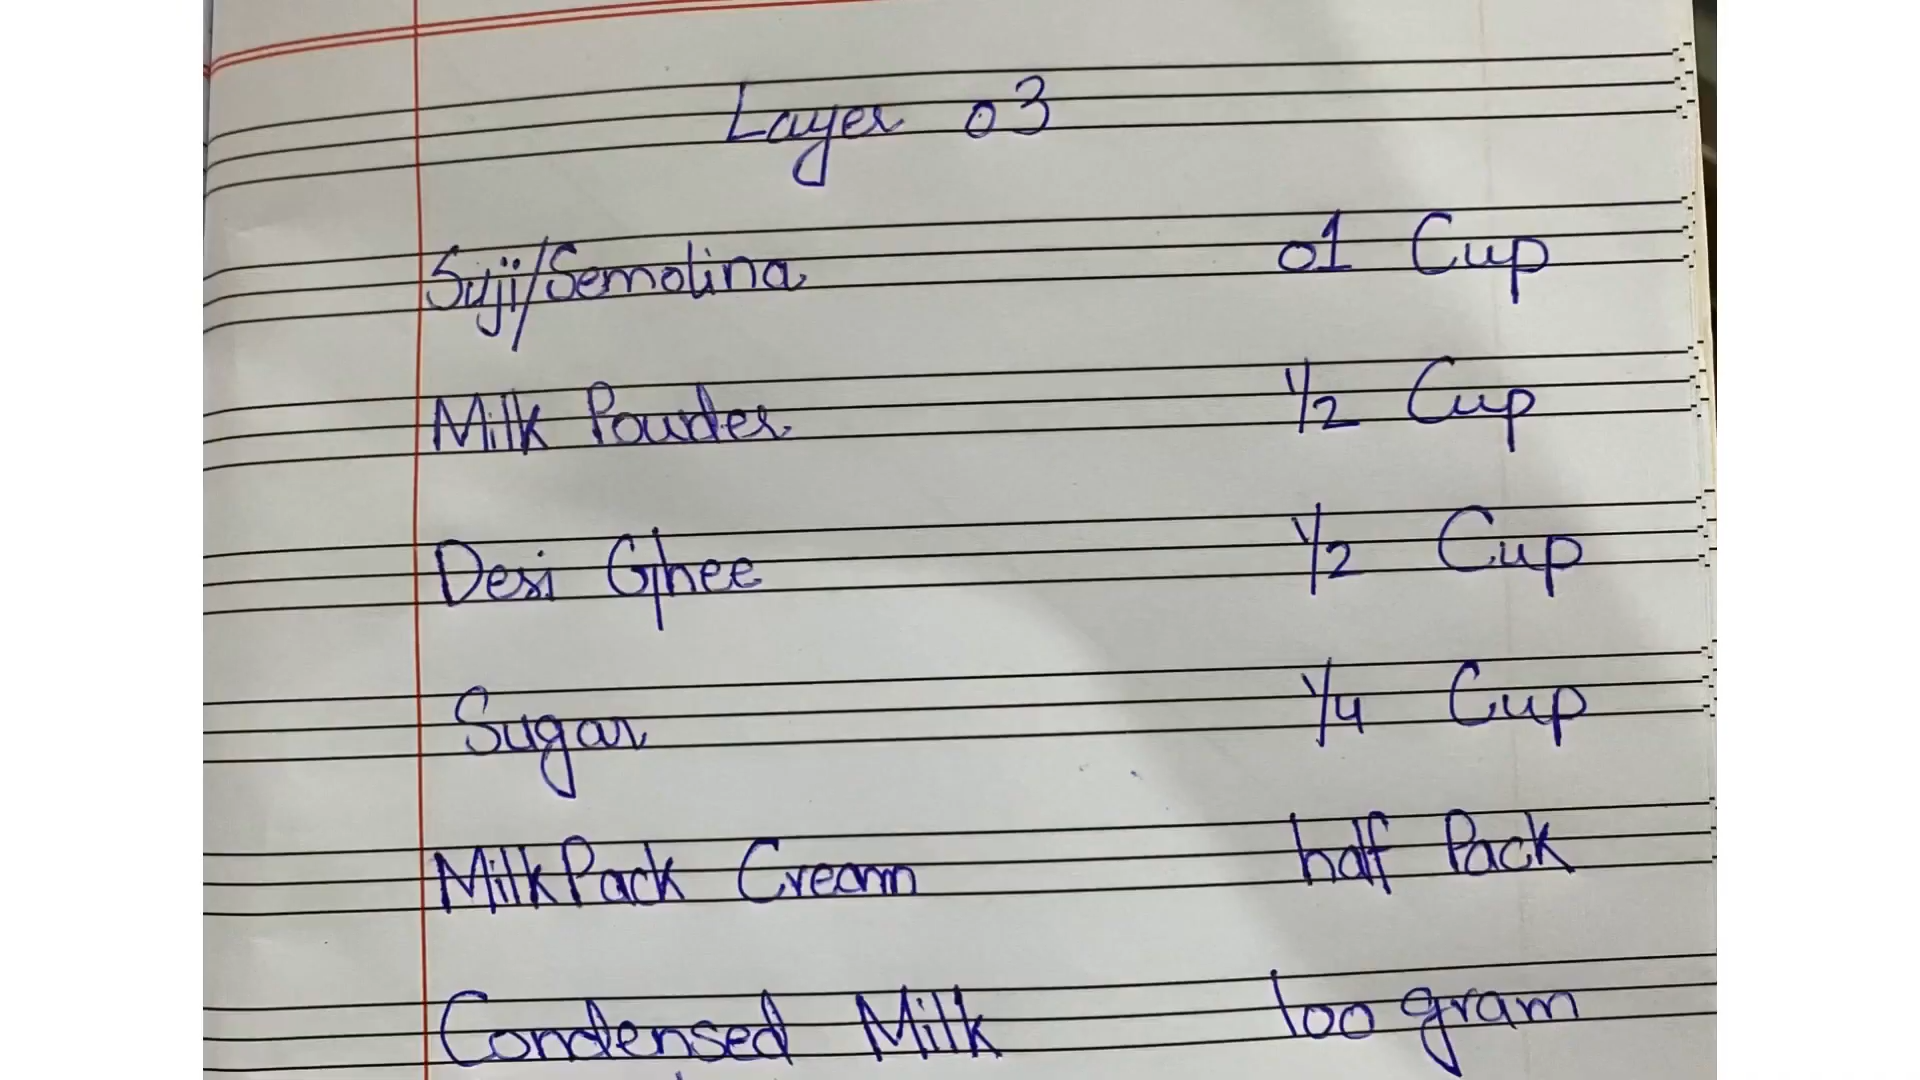 Layer 03
Suji/Semolina 01 Cup
Milk Powder 1/2 Cup
Desi Ghee 1/2 Cup
Sugar 1/4 Cup
MilkPack Cream half Pack
Condensed Milk 100 gram